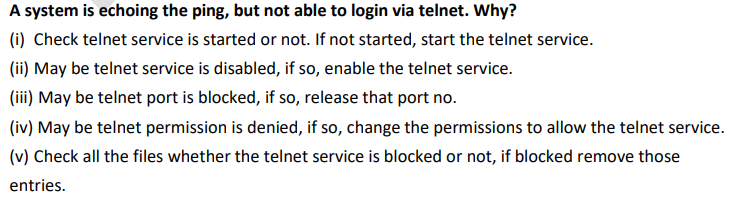 A system is echoing the ping, but not able to login via telnet. Why?
(i) Check telnet service is started or not. If not started, start the telnet service.
(ii) May be telnet service is disabled, if so, enable the telnet service.
(iii) May be telnet port is blocked, if so, release that port no.
(iv) May be telnet permission is denied, if so, change the permissions to allow the telnet service.
(v) Check all the files whether the telnet service is blocked or not, if blocked remove those
entries.